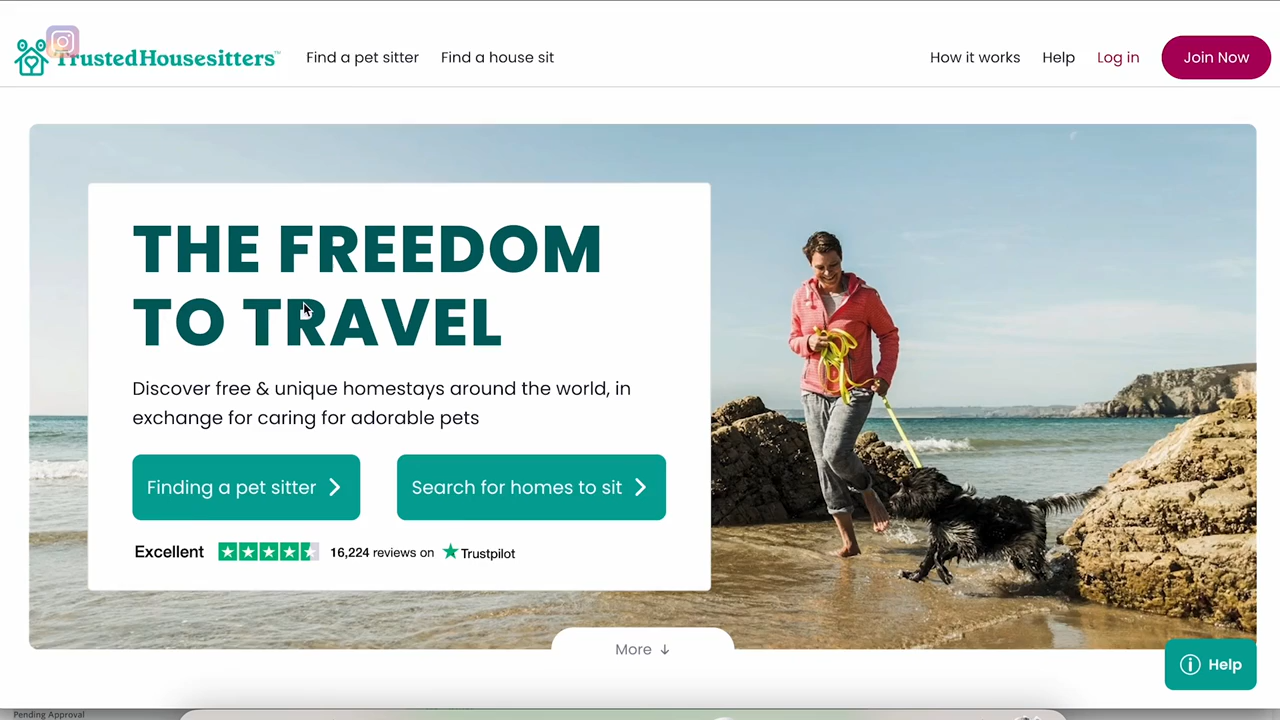 TrustedHousesitters™
Find a pet sitter
Find a house sit
How it works
Help
Log in
Join Now
THE FREEDOM
TO TRAVEL
Discover free & unique homestays around the world, in
exchange for caring for adorable pets
Finding a pet sitter
Search for homes to sit
Excellent
16,224 reviews on
Trustpilot
More ↓
Help
Pending Approval